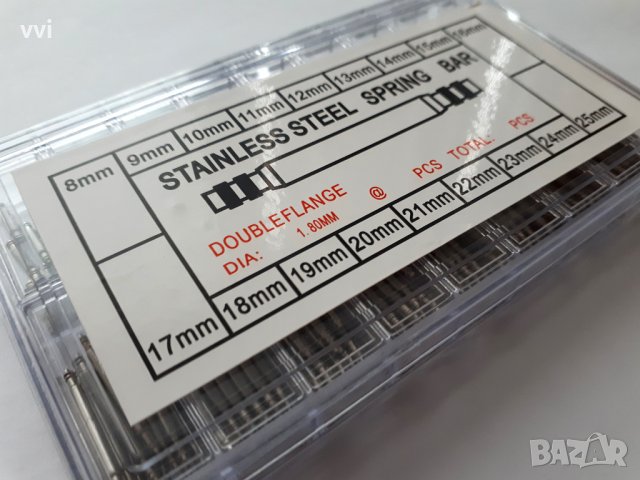 vvi
8mm 9mm 10mm 11mm 12mm 13mm 14mm 15mm 16mm
STAINLESS STEEL SPRING BAR
DOUBLEFLANGE @ PCS TOTAL. PCS
DIA: 1.80MM
17mm 18mm 19mm 20mm 21mm 22mm 23mm 24mm 25mm
BAZAR